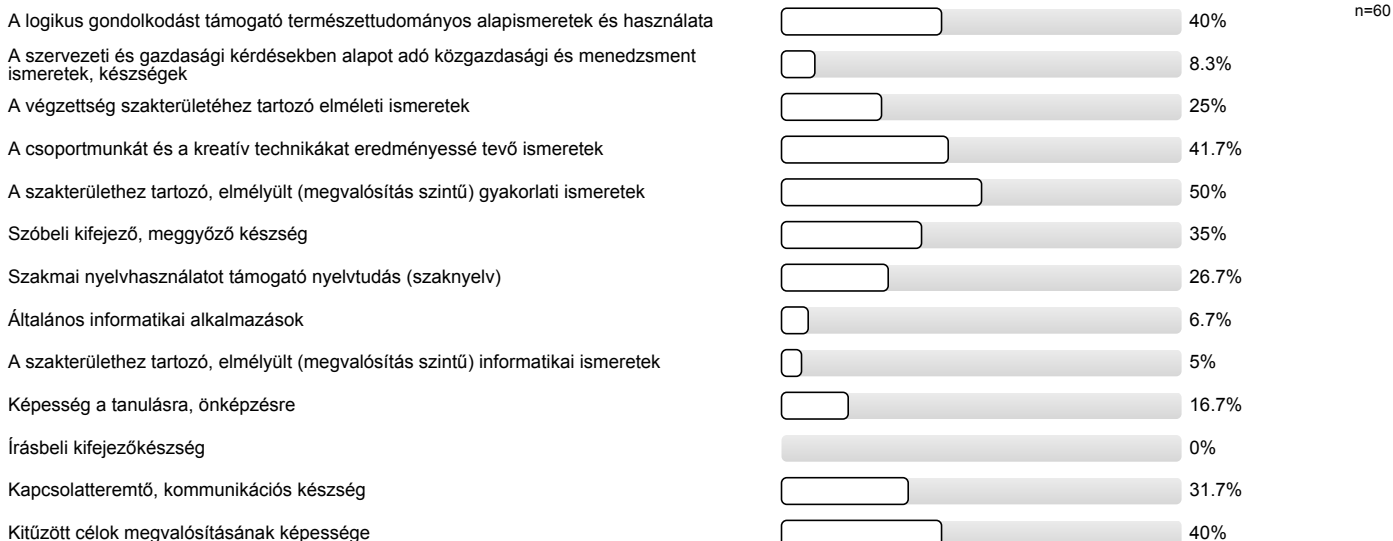 A logikus gondolkodást támogató természettudományos alapismeretek és használata 40% n=60
A szervezeti és gazdasági kérdésekben alapot adó közgazdasági és menedzsment
ismeretek, készségek 8.3%
A végzettség szakterületéhez tartozó elméleti ismeretek 25%
A csoportmunkát és a kreatív technikákat eredményessé tevő ismeretek 41.7%
A szakterülethez tartozó, elmélyült (megvalósítás szintű) gyakorlati ismeretek 50%
Szóbeli kifejező, meggyőző készség 35%
Szakmai nyelvhasználatot támogató nyelvtudás (szaknyelv) 26.7%
Általános informatikai alkalmazások 6.7%
A szakterülethez tartozó, elmélyült (megvalósítás szintű) informatikai ismeretek 5%
Képesség a tanulásra, önképzésre 16.7%
Írásbeli kifejezőkészség 0%
Kapcsolatteremtő, kommunikációs készség 31.7%
Kitűzött célok megvalósításának képessége 40%